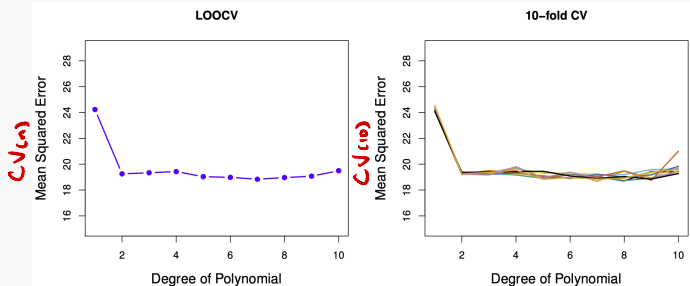 LOOCV
CV(n)
Mean Squared Error
16 18 20 22 24 26 28
2 4 6 8 10
Degree of Polynomial
10-fold CV
CV(10)
Mean Squared Error
16 18 20 22 24 26 28
2 4 6 8 10
Degree of Polynomial